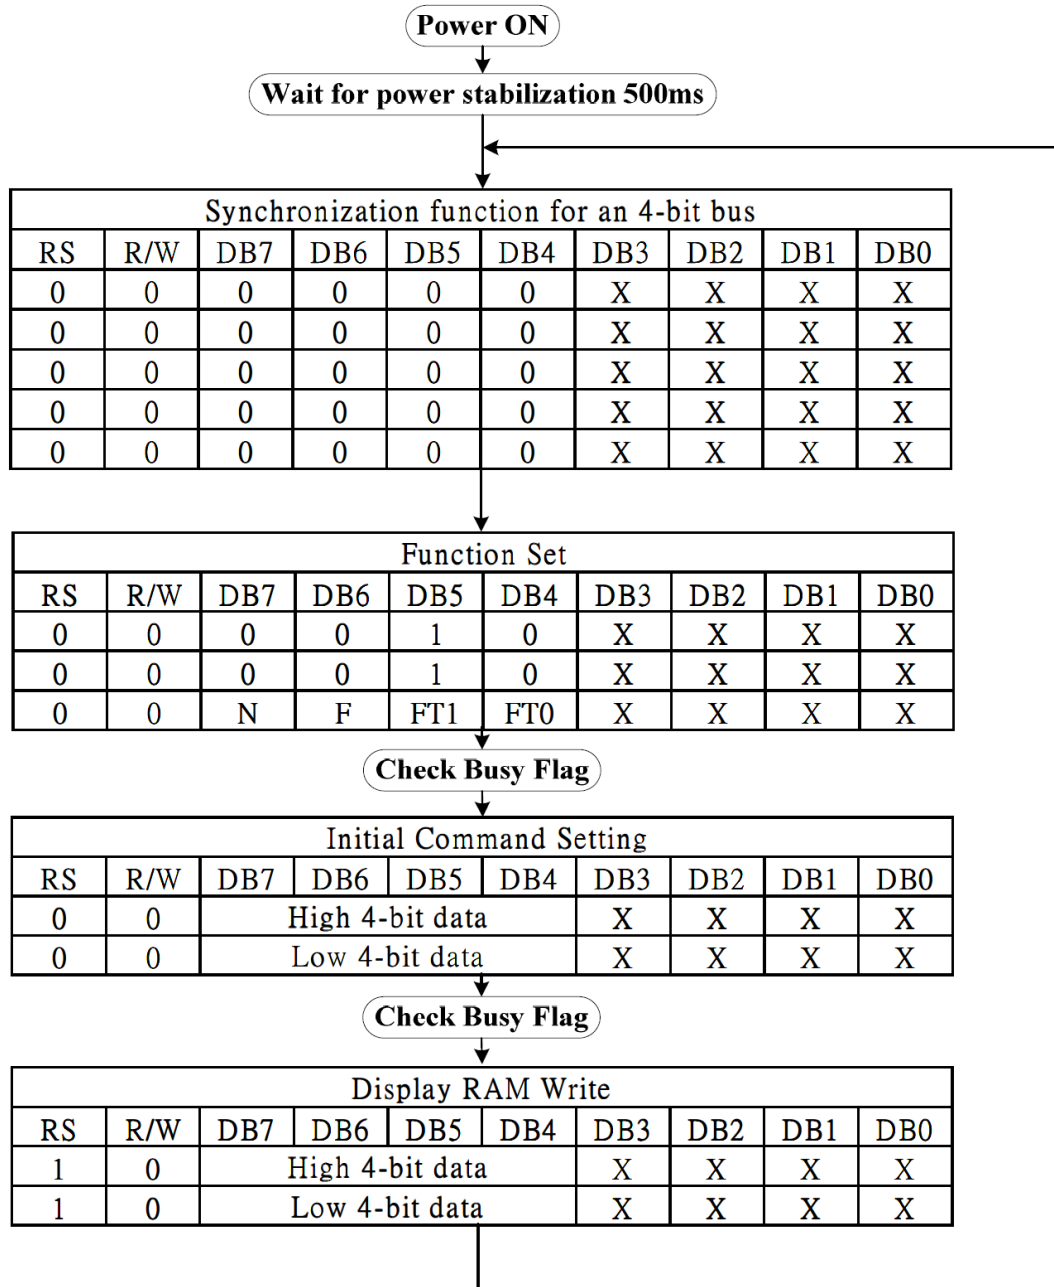 Power ON
Wait for power stabilization 500ms
Synchronization function for an 4-bit bus
RS R/W DB7 DB6 DB5 DB4 DB3 DB2 DB1 DB0
0 0 0 0 0 0 X X X X
0 0 0 0 0 0 X X X X
0 0 0 0 0 0 X X X X
0 0 0 0 0 0 X X X X
0 0 0 0 0 0 X X X X
Function Set
RS R/W DB7 DB6 DB5 DB4 DB3 DB2 DB1 DB0
0 0 0 0 1 0 X X X X
0 0 0 0 1 0 X X X X
0 0 N F FT1 FT0 X X X X
Check Busy Flag
Initial Command Setting
RS R/W DB7 DB6 DB5 DB4 DB3 DB2 DB1 DB0
0 0 High 4-bit data X X X X
0 0 Low 4-bit data X X X X
Check Busy Flag
Display RAM Write
RS R/W DB7 DB6 DB5 DB4 DB3 DB2 DB1 DB0
1 0 High 4-bit data X X X X
1 0 Low 4-bit data X X X X